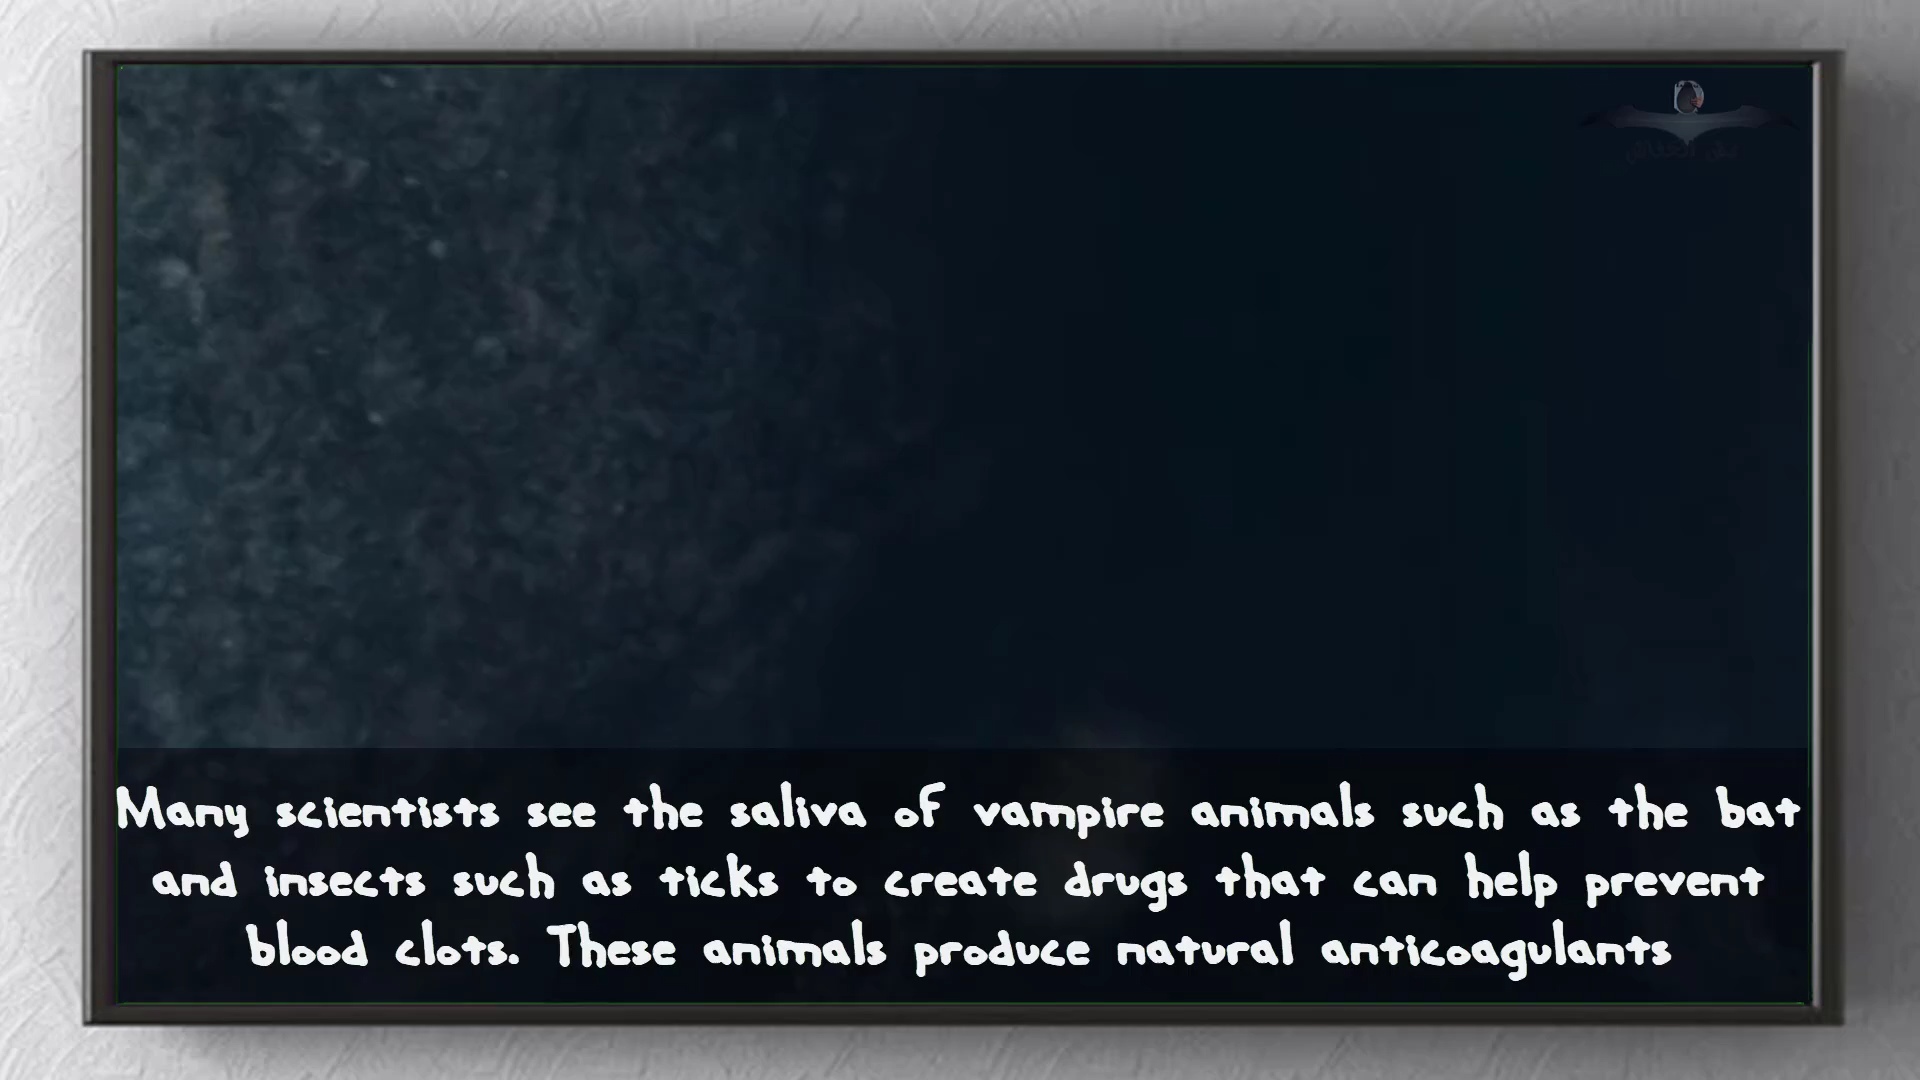 Many scientists see the saliva of vampire animals such as the bat
and insects such as ticks to create drugs that can help prevent
blood clots. These animals produce natural anticoagulants